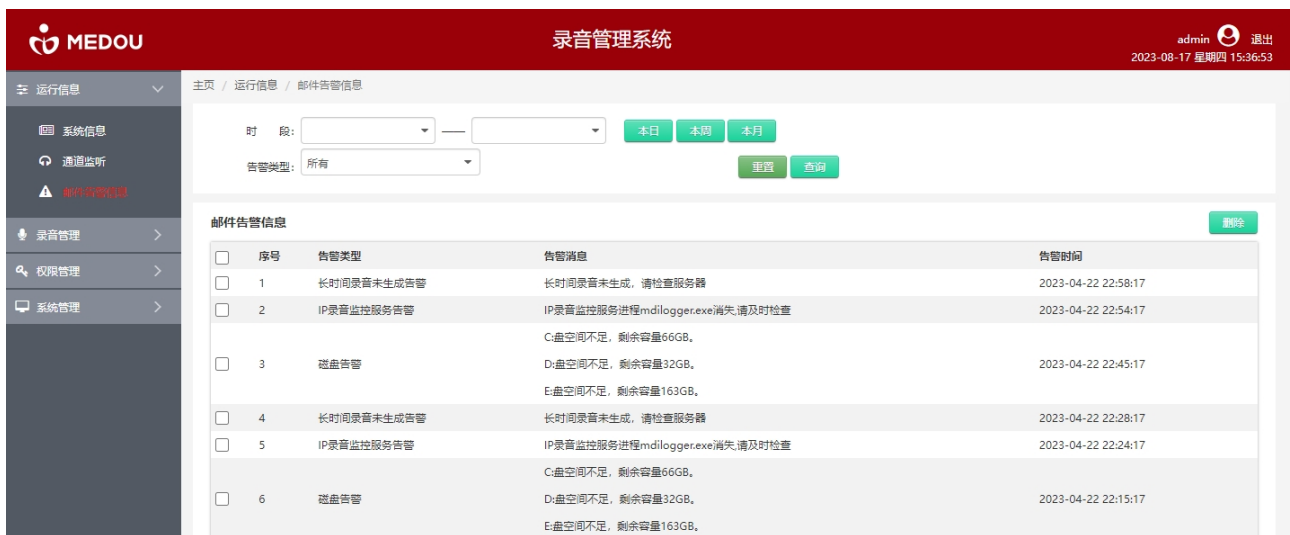 MEDOU
录音管理系统
admin 退出
2023-08-17 星期四 15:36:53
运行信息
系统信息
通道监听
邮件告警信息
录音管理
权限管理
系统管理
主页 / 运行信息 / 邮件告警信息
时 段: —— 本日 本周 本月
告警类型: 所有 重置 查询
邮件告警信息 删除
序号 告警类型 告警消息 告警时间
1 长时间录音未生成告警 长时间录音未生成，请检查服务器 2023-04-22 22:58:17
2 IP录音监控服务告警 IP录音监控服务进程mdilogger.exe消失,请及时检查 2023-04-22 22:54:17
C:盘空间不足，剩余容量66GB。
3 磁盘告警 D:盘空间不足，剩余容量32GB。 2023-04-22 22:45:17
E:盘空间不足，剩余容量163GB。
4 长时间录音未生成告警 长时间录音未生成，请检查服务器 2023-04-22 22:28:17
5 IP录音监控服务告警 IP录音监控服务进程mdilogger.exe消失,请及时检查 2023-04-22 22:24:17
C:盘空间不足，剩余容量66GB。
6 磁盘告警 D:盘空间不足，剩余容量32GB。 2023-04-22 22:15:17
E:盘空间不足，剩余容量163GB。